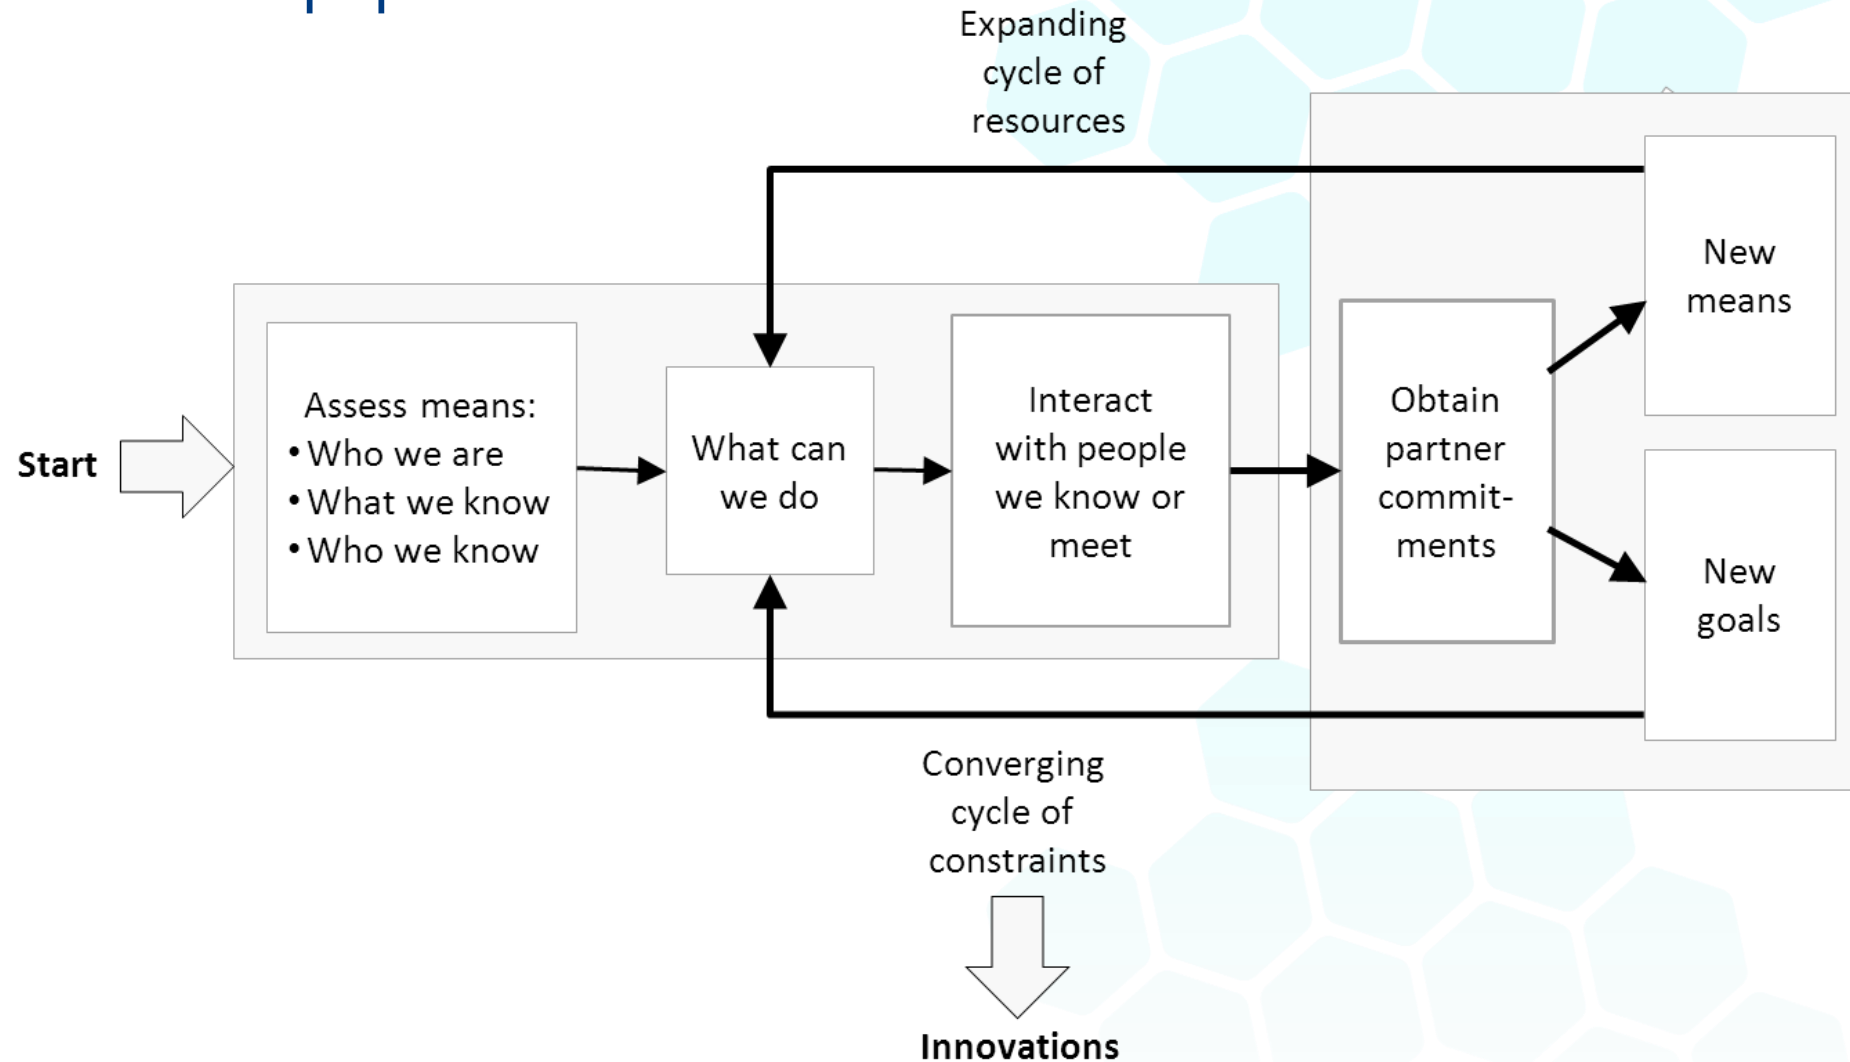 Expanding
cycle of
resources
New
means
Start
Assess means:
•Who we are
•What we know
•Who we know
What can
we do
Interact
with people
we know or
meet
Obtain
partner
commit-
ments
New
goals
Converging
cycle of
constraints
Innovations